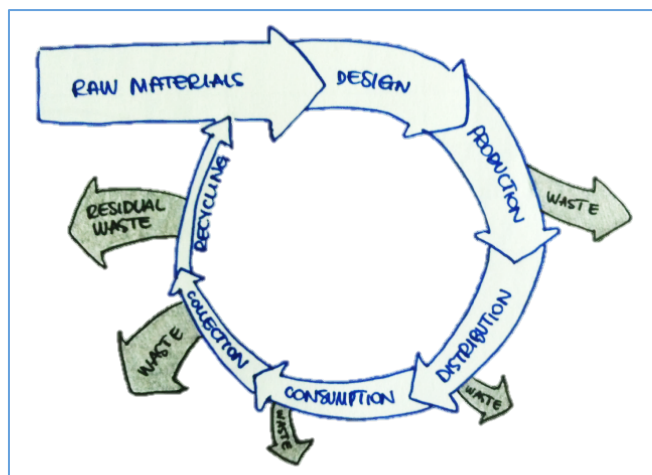 RAW MATERIALS
DESIGN
PRODUCTION
WASTE
DISTRIBUTION
WASTE
CONSUMPTION
WASTE
COLLECTION
WASTE
RECYCLING
RESIDUAL
WASTE